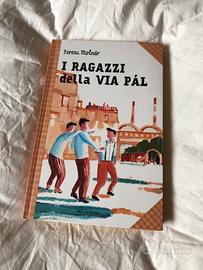 Ferenc Molnár
I RAGAZZI
della VIA PÁL